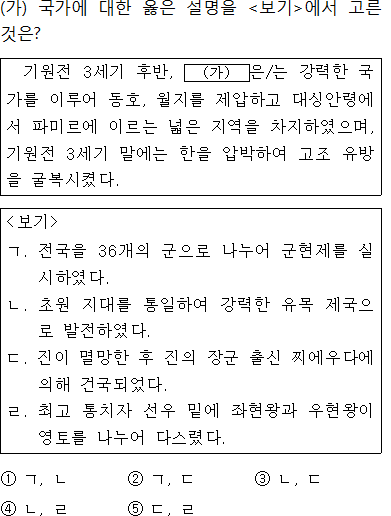 (가) 국가에 대한 옳은 설명을 <보기>에서 고른
것은?
기원전 3세기 후반, (가) 은/는 강력한 국
가를 이루어 동호, 월지를 제압하고 대싱안령에
서 파미르에 이르는 넓은 지역을 차지하였으며,
기원전 3세기 말에는 한을 압박하여 고조 유방
을 굴복시켰다.
<보기>
ㄱ. 전국을 36개의 군으로 나누어 군현제를 실
시하였다.
ㄴ. 초원 지대를 통일하여 강력한 유목 제국으
로 발전하였다.
ㄷ. 진이 멸망한 후 진의 장군 출신 찌에우다에
의해 건국되었다.
ㄹ. 최고 통치자 선우 밑에 좌현왕과 우현왕이
영토를 나누어 다스렸다.
① ㄱ, ㄴ ② ㄱ, ㄷ ③ ㄴ, ㄷ
④ ㄴ, ㄹ ⑤ ㄷ, ㄹ